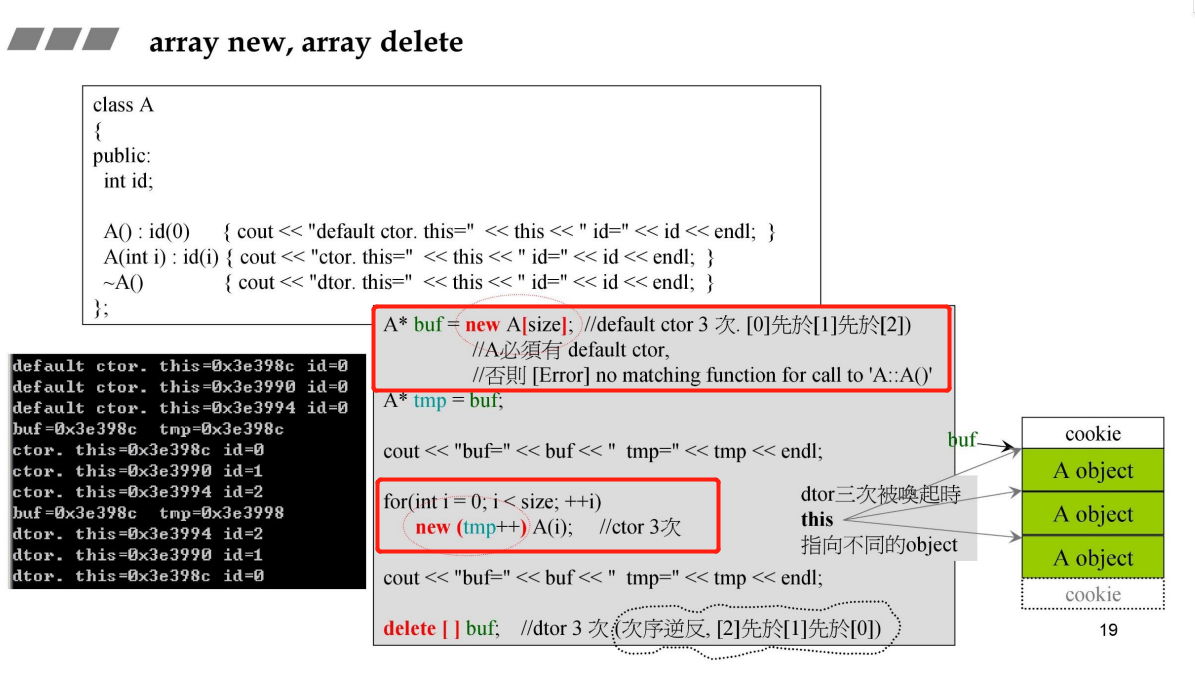 array new, array delete
class A
{
public:
int id;
A() : id(0) { cout << "default ctor. this=" << this << " id=" << id << endl; }
A(int i) : id(i) { cout << "ctor. this=" << this << " id=" << id << endl; }
~A() { cout << "dtor. this=" << this << " id=" << id << endl; }
};
A* buf = new A[size]; //default ctor 3 次. [0]先於[1]先於[2])
//A必須有 default ctor,
//否則 [Error] no matching function for call to 'A::A()'
A* tmp = buf;
cout << "buf=" << buf << " tmp=" << tmp << endl;
for(int i = 0; i < size; ++i)
new (tmp++) A(i); //ctor 3次
cout << "buf=" << buf << " tmp=" << tmp << endl;
delete [ ] buf; //dtor 3 次 (次序逆反, [2]先於[1]先於[0])
default ctor. this=0x3e398c id=0
default ctor. this=0x3e3990 id=0
default ctor. this=0x3e3994 id=0
buf=0x3e398c tmp=0x3e398c
ctor. this=0x3e398c id=0
ctor. this=0x3e3990 id=1
ctor. this=0x3e3994 id=2
buf=0x3e398c tmp=0x3e3998
dtor. this=0x3e3994 id=2
dtor. this=0x3e3990 id=1
dtor. this=0x3e398c id=0
dtor三次被喚起時
this
指向不同的object
buf
cookie
A object
A object
A object
cookie
19